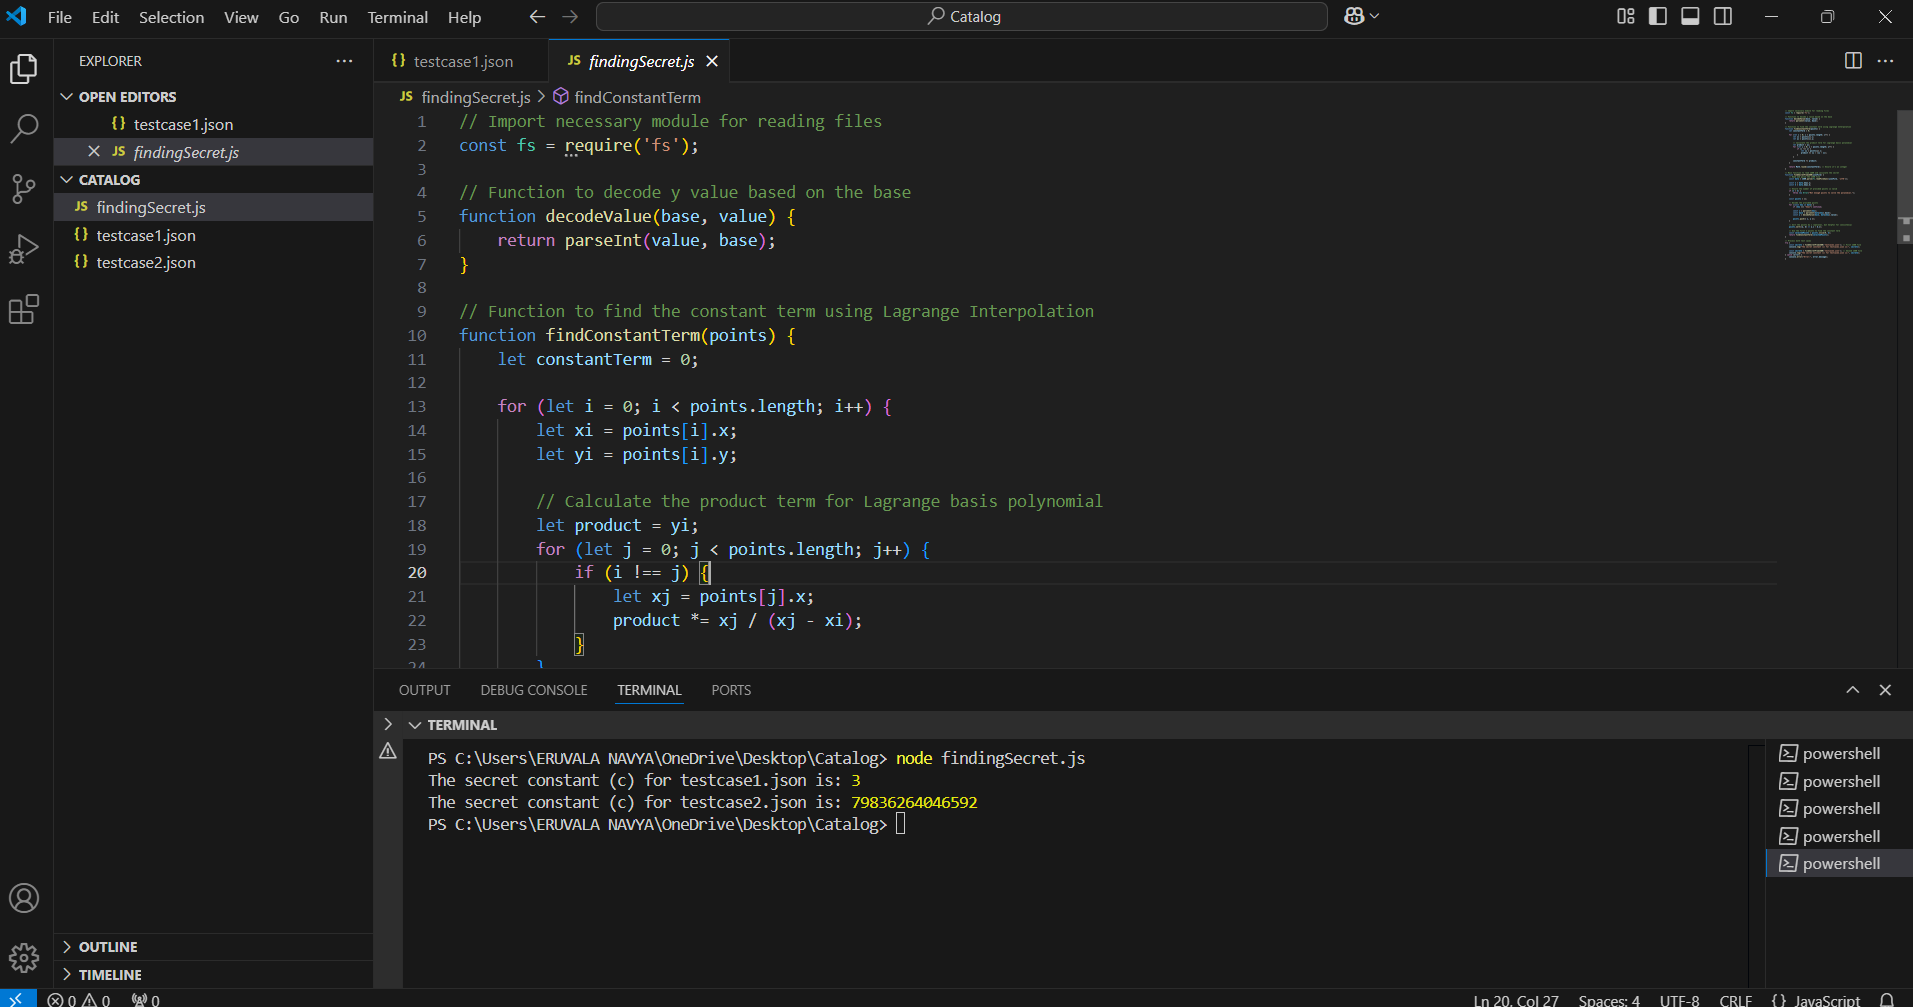 File Edit Selection View Go Run Terminal Help
Catalog
EXPLORER
OPEN EDITORS
{} testcase1.json
JS findingSecret.js
CATALOG
JS findingSecret.js
{} testcase1.json
{} testcase2.json
OUTLINE
TIMELINE
{} testcase1.json
JS findingSecret.js
JS findingSecret.js > findConstantTerm
1 // Import necessary module for reading files
2 const fs = require('fs');
3
4 // Function to decode y value based on the base
5 function decodeValue(base, value) {
6 return parseInt(value, base);
7 }
8
9 // Function to find the constant term using Lagrange Interpolation
10 function findConstantTerm(points) {
11 let constantTerm = 0;
12
13 for (let i = 0; i < points.length; i++) {
14 let xi = points[i].x;
15 let yi = points[i].y;
16
17 // Calculate the product term for Lagrange basis polynomial
18 let product = yi;
19 for (let j = 0; j < points.length; j++) {
20 if (i !== j) {
21 let xj = points[j].x;
22 product *= xj / (xj - xi);
23 }
24 }
OUTPUT DEBUG CONSOLE TERMINAL PORTS
TERMINAL
PS C:\Users\ERUVALA NAVYA\OneDrive\Desktop\Catalog> node findingSecret.js
The secret constant (c) for testcase1.json is: 3
The secret constant (c) for testcase2.json is: 79836264046592
PS C:\Users\ERUVALA NAVYA\OneDrive\Desktop\Catalog>
powershell
powershell
powershell
powershell
powershell
0 0 0
Ln 20, Col 27 Spaces: 4 UTF-8 CRLF {} JavaScript